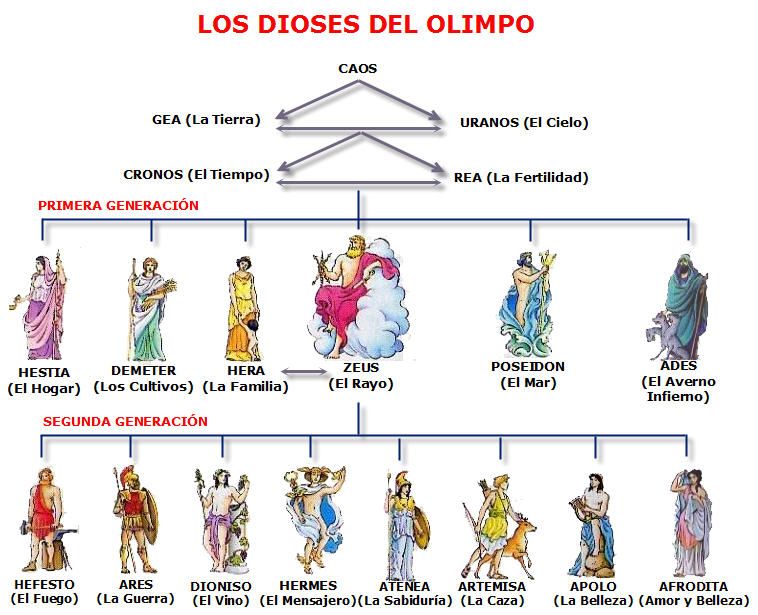 LOS DIOSES DEL OLIMPO
CAOS
GEA (La Tierra)
URANOS (El Cielo)
CRONOS (El Tiempo)
REA (La Fertilidad)
PRIMERA GENERACIÓN
HESTIA
(El Hogar)
DEMETER
(Los Cultivos)
HERA
(La Familia)
ZEUS
(El Rayo)
POSEIDON
(El Mar)
ADES
(El Averno
Infierno)
SEGUNDA GENERACIÓN
HEFESTO
(El Fuego)
ARES
(La Guerra)
DIONISO
(El Vino)
HERMES
(El Mensajero)
ATENEA
(La Sabiduría)
ARTEMISA
(La Caza)
APOLO
(La Belleza)
AFRODITA
(Amor y Belleza)